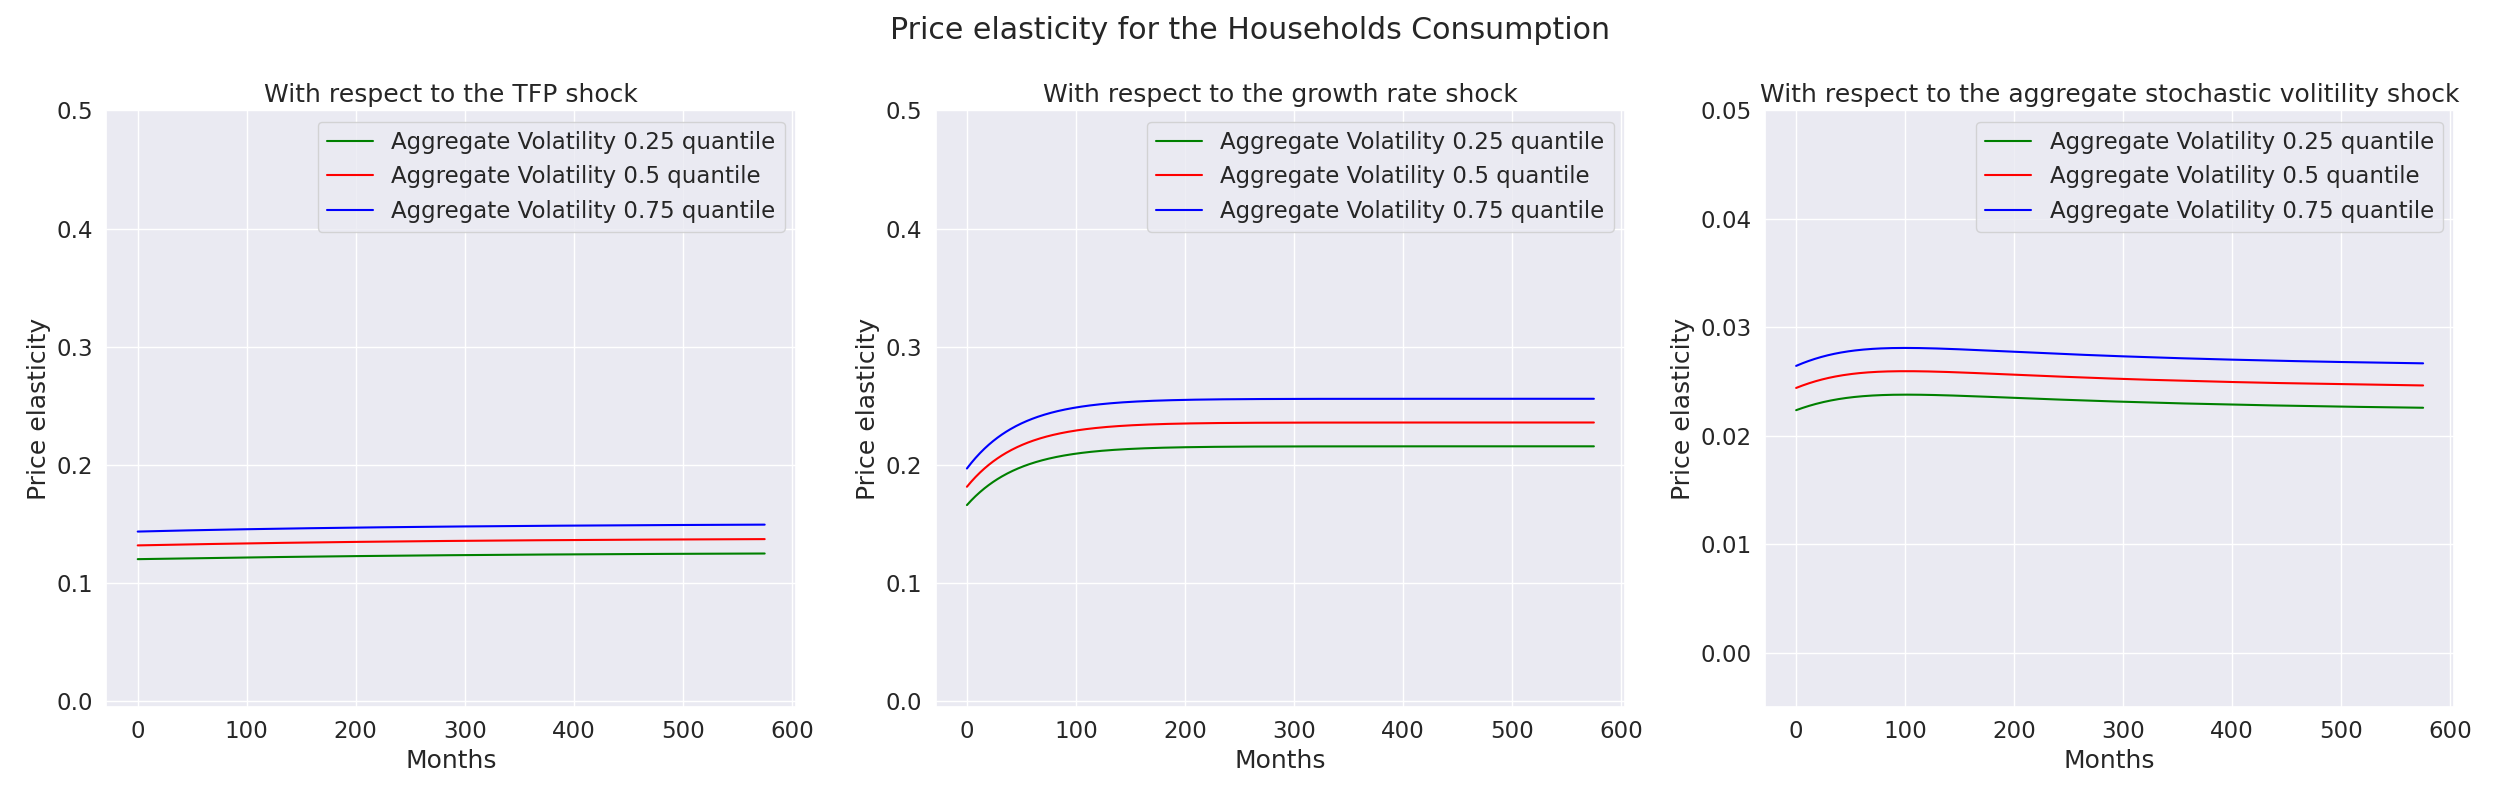 Price elasticity for the Households Consumption
With respect to the TFP shock
0.5
0.4
0.3
0.2
0.1
0.0
Price elasticity
Aggregate Volatility 0.25 quantile
Aggregate Volatility 0.5 quantile
Aggregate Volatility 0.75 quantile
0 100 200 300 400 500 600
Months
With respect to the growth rate shock
0.5
0.4
0.3
0.2
0.1
0.0
Price elasticity
Aggregate Volatility 0.25 quantile
Aggregate Volatility 0.5 quantile
Aggregate Volatility 0.75 quantile
0 100 200 300 400 500 600
Months
With respect to the aggregate stochastic volitility shock
0.05
0.04
0.03
0.02
0.01
0.00
Price elasticity
Aggregate Volatility 0.25 quantile
Aggregate Volatility 0.5 quantile
Aggregate Volatility 0.75 quantile
0 100 200 300 400 500 600
Months